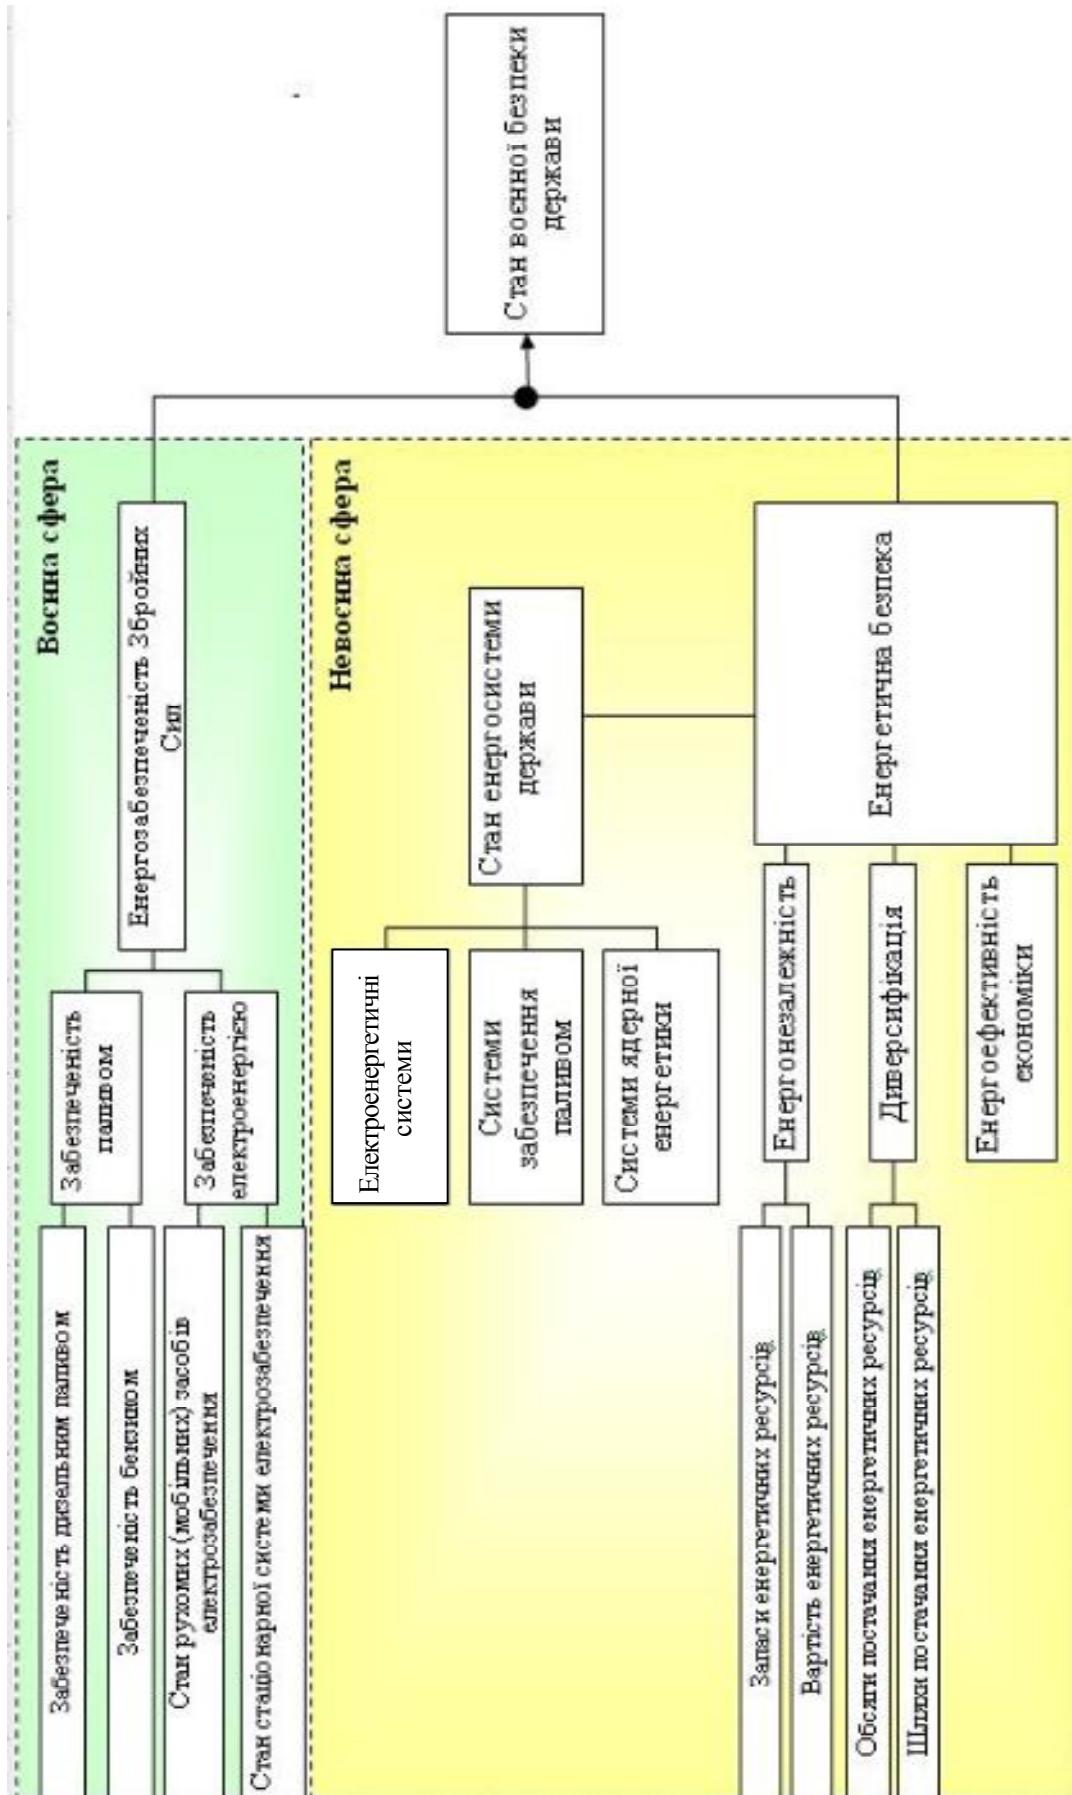 Стан воєнної безпеки
держави
Воєнна сфера
Енергозабезпеченість Збройних
Сил
Забезпеченість
паливом
Забезпеченість
електроенергією
Забезпеченість дизельним паливом
Забезпеченість бензином
Стан рухомих (мобільних) засобів
електрозабезпечення
Стан стаціонарної системи електрозабезпечення
Невоєнна сфера
Стан енергосистеми
держави
Електроенергетичні
системи
Системи
забезпечення
паливом
Системи ядерної
енергетики
Енергетична безпека
Енергонезалежність
Диверсифікація
Енергоефективність
економіки
Запаси енергетичних ресурсів
Вартість енергетичних ресурсів
Обсяги постачання енергетичних ресурсів
Шляхи постачання енергетичних ресурсів